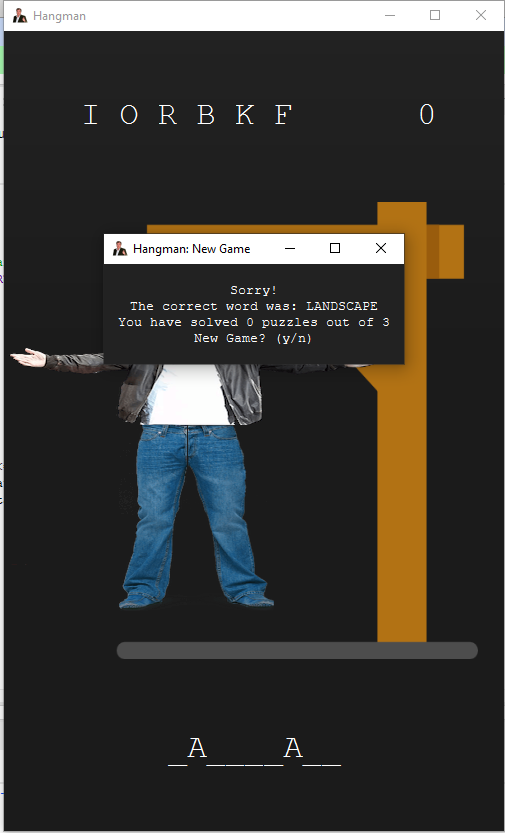 Hangman
I O R B K F 0
Hangman: New Game
Sorry!
The correct word was: LANDSCAPE
You have solved 0 puzzles out of 3
New Game? (y/n)
_A____A__